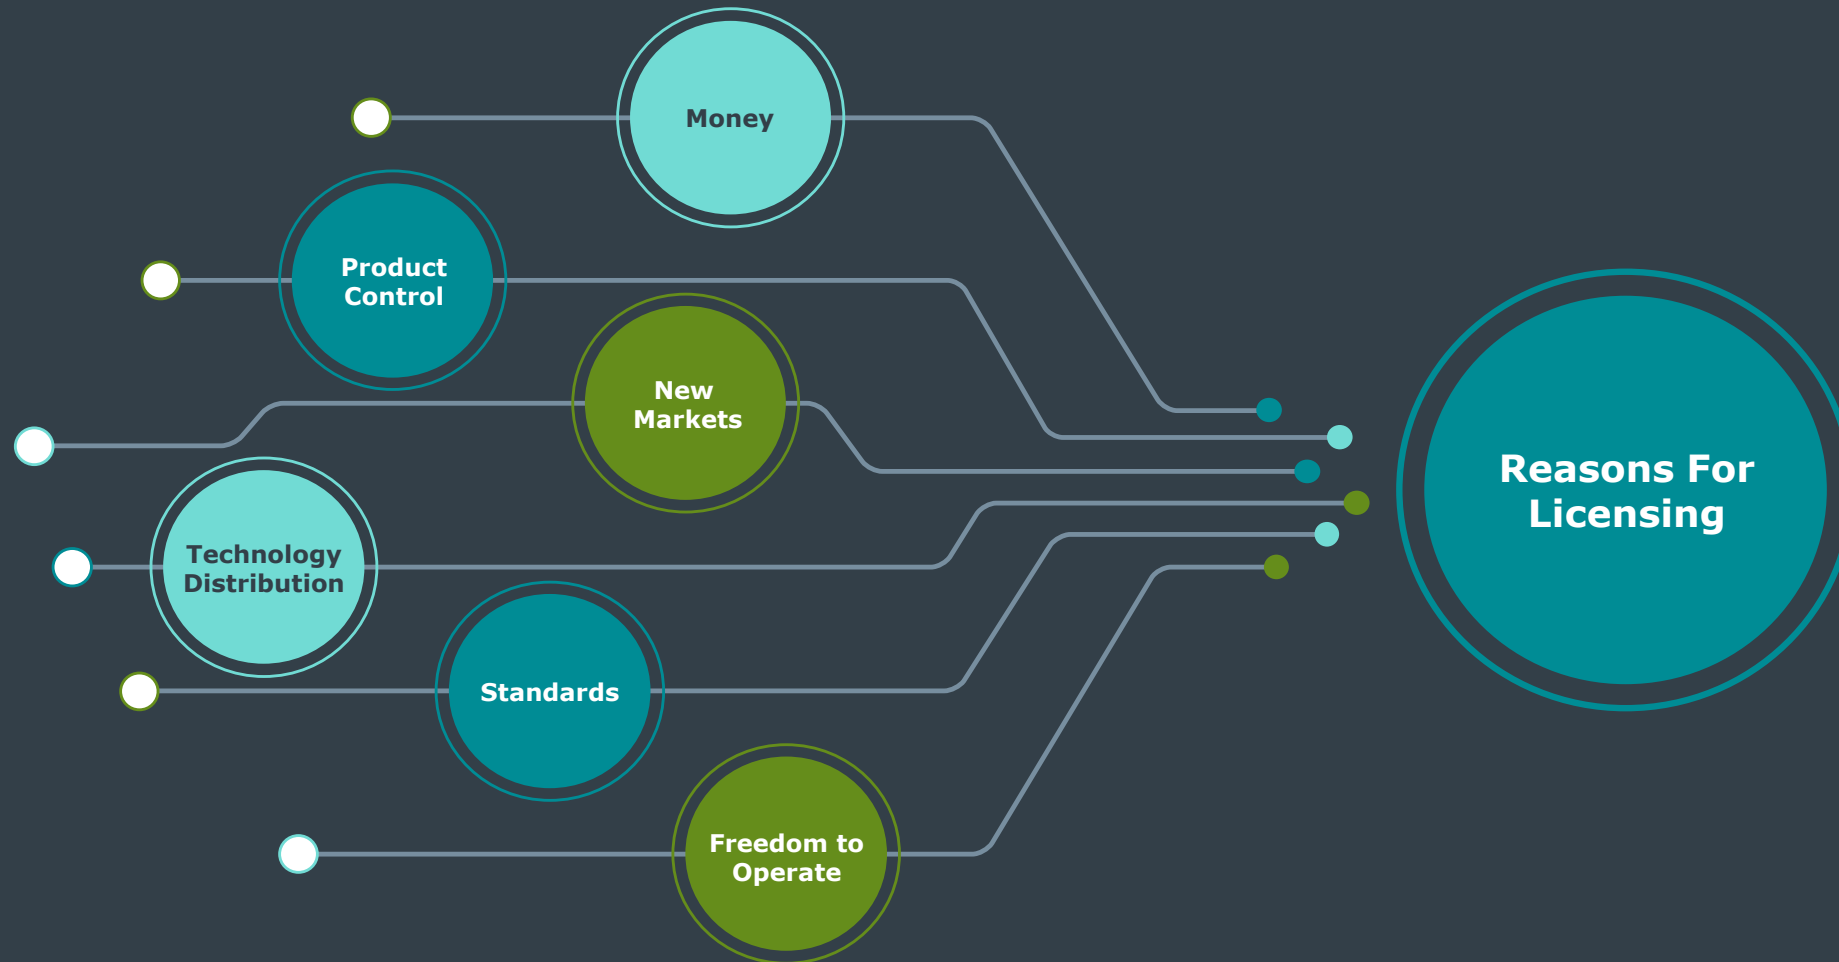 Money
Product
Control
New
Markets
Technology
Distribution
Standards
Freedom to
Operate
Reasons For
Licensing